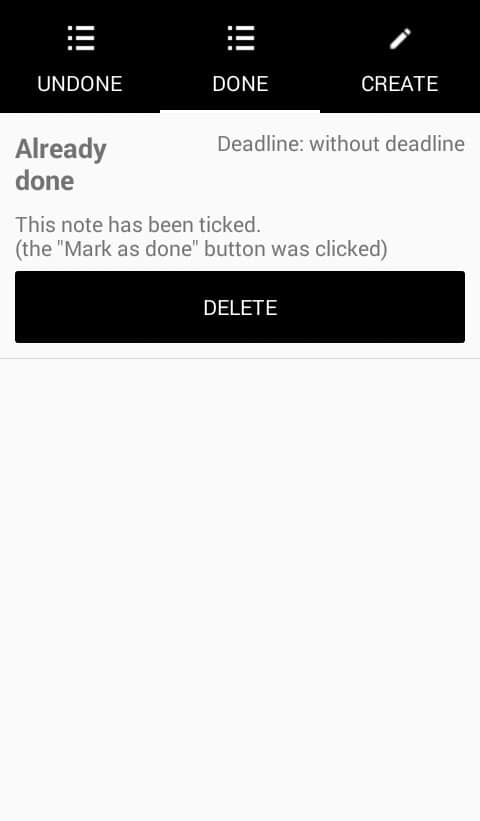 UNDONE DONE CREATE
Already Deadline: without deadline
done
This note has been ticked.
(the "Mark as done" button was clicked)
DELETE